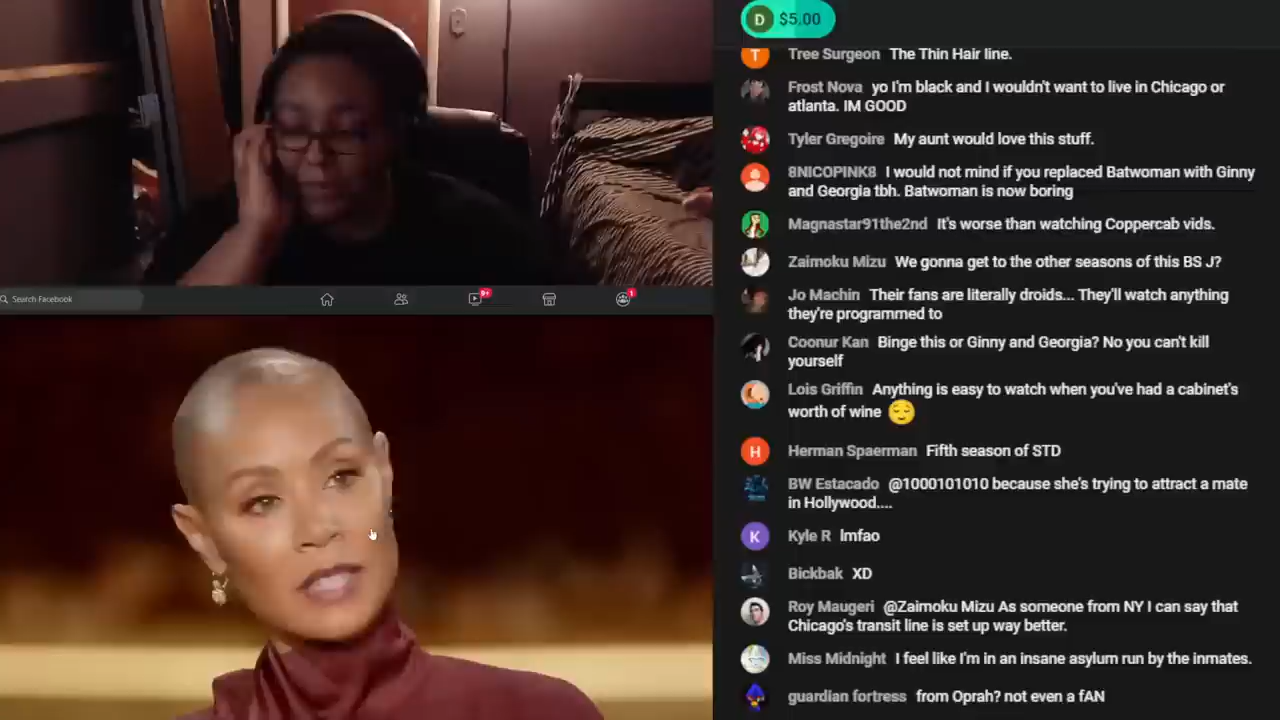 D $5.00
T Tree Surgeon The Thin Hair line.
Frost Nova yo I'm black and I wouldn't want to live in Chicago or
atlanta. IM GOOD
Tyler Gregoire My aunt would love this stuff.
8NICOPINK8 I would not mind if you replaced Batwoman with Ginny
and Georgia tbh. Batwoman is now boring
Magnastar91the2nd It's worse than watching Coppercab vids.
Zaimoku Mizu We gonna get to the other seasons of this BS J?
Search Facebook
9+
1
Jo Machin Their fans are literally droids... They'll watch anything
they're programmed to
Coonur Kan Binge this or Ginny and Georgia? No you can't kill
yourself
Lois Griffin Anything is easy to watch when you've had a cabinet's
worth of wine 😌
H Herman Spaerman Fifth season of STD
BW Estacado @1000101010 because she's trying to attract a mate
in Hollywood....
K Kyle R lmfao
Bickbak XD
Roy Maugeri @Zaimoku Mizu As someone from NY I can say that
Chicago's transit line is set up way better.
Miss Midnight I feel like I'm in an insane asylum run by the inmates.
guardian fortress from Oprah? not even a fAN